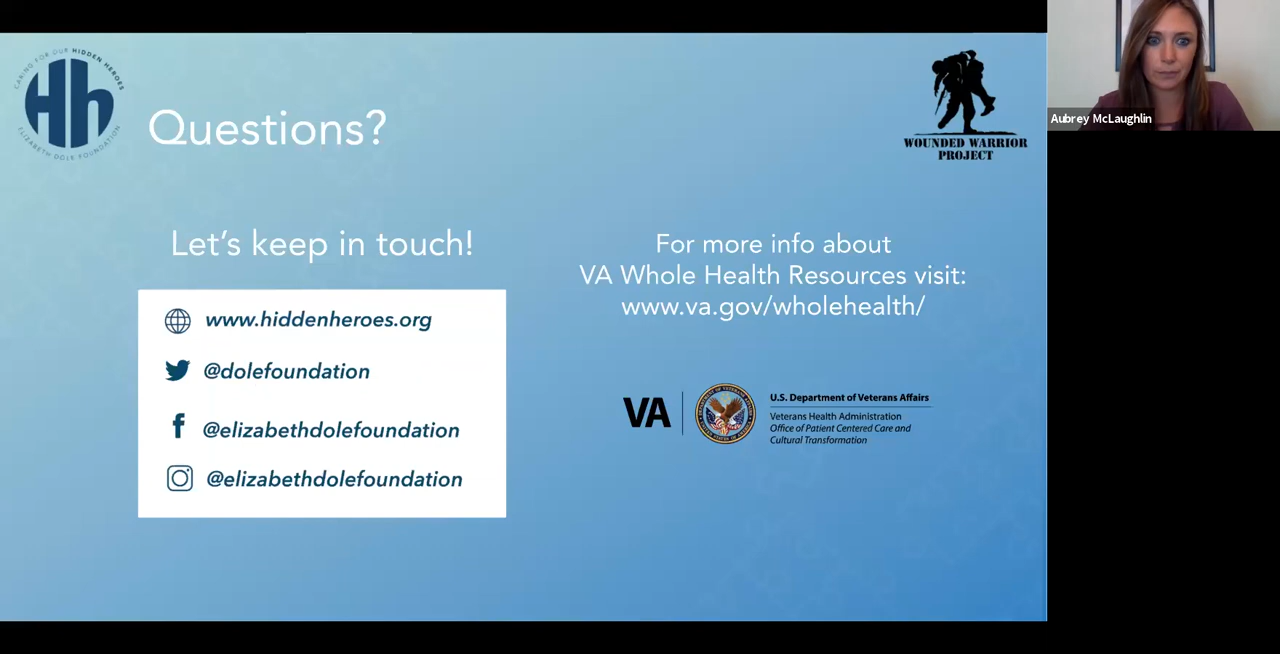 CARING FOR OUR HIDDEN HEROES
Hh
ELIZABETH DOLE FOUNDATION
Questions?
WOUNDED WARRIOR
PROJECT
Aubrey McLaughlin
Let's keep in touch!
www.hiddenheroes.org
@dolefoundation
@elizabethdolefoundation
@elizabethdolefoundation
For more info about
VA Whole Health Resources visit:
www.va.gov/wholehealth/
VA
U.S. Department of Veterans Affairs
Veterans Health Administration
Office of Patient Centered Care and
Cultural Transformation